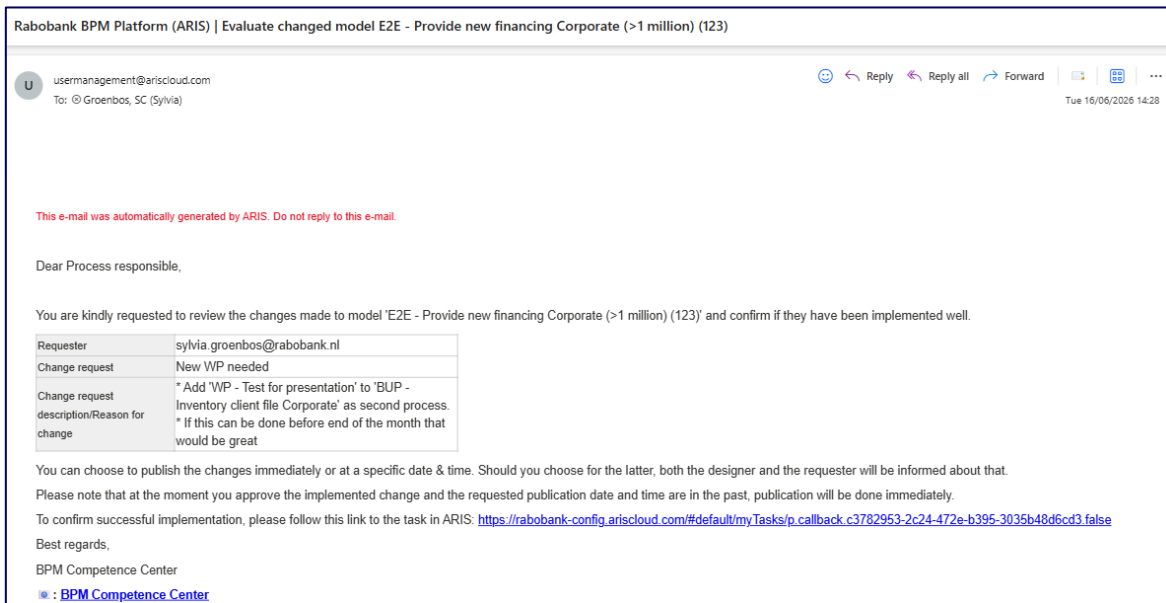 Rabobank BPM Platform (ARIS) | Evaluate changed model E2E - Provide new financing Corporate (>1 million) (123)
U
usermanagement@ariscloud.com
Reply Reply all Forward ...
To: Groenbos, SC (Sylvia)
Tue 16/06/2026 14:28
This e-mail was automatically generated by ARIS. Do not reply to this e-mail.
Dear Process responsible,
You are kindly requested to review the changes made to model 'E2E - Provide new financing Corporate (>1 million) (123)' and confirm if they have been implemented well.
Requester sylvia.groenbos@rabobank.nl
Change request New WP needed
Change request description/Reason for change
* Add 'WP - Test for presentation' to 'BUP -
Inventory client file Corporate' as second process.
* If this can be done before end of the month that
would be great
You can choose to publish the changes immediately or at a specific date & time. Should you choose for the latter, both the designer and the requester will be informed about that.
Please note that at the moment you approve the implemented change and the requested publication date and time are in the past, publication will be done immediately.
To confirm successful implementation, please follow this link to the task in ARIS: https://rabobank-config.ariscloud.com/#default/myTasks/p.callback.c3782953-2c24-472e-b395-3035b48d6cd3.false
Best regards,
BPM Competence Center
: BPM Competence Center